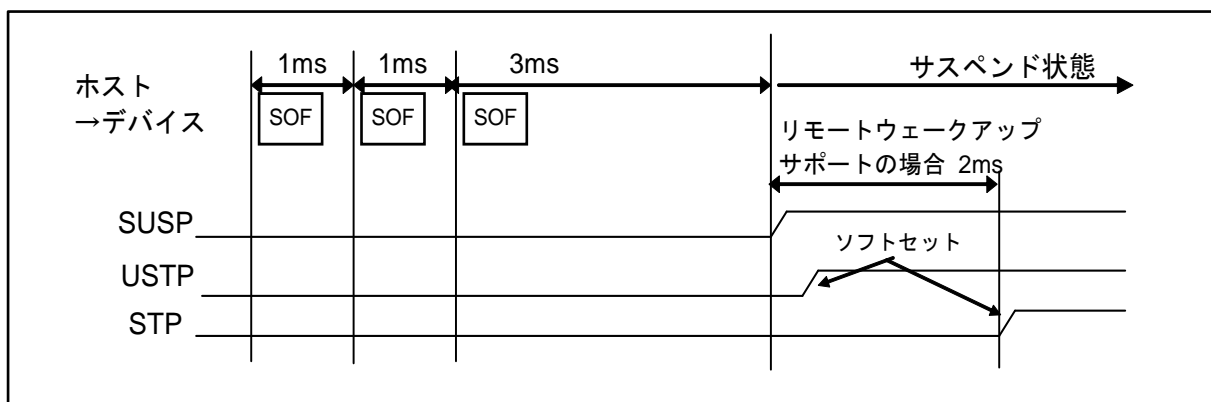 1ms
1ms
3ms
サスペンド状態
ホスト
→デバイス
SOF
SOF
SOF
リモートウェークアップ
サポートの場合 2ms
SUSP
ソフトセット
USTP
STP